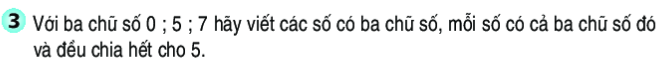 3 Với ba chữ số 0 ; 5 ; 7 hãy viết các số có ba chữ số, mỗi số có cả ba chữ số đó
và đều chia hết cho 5.